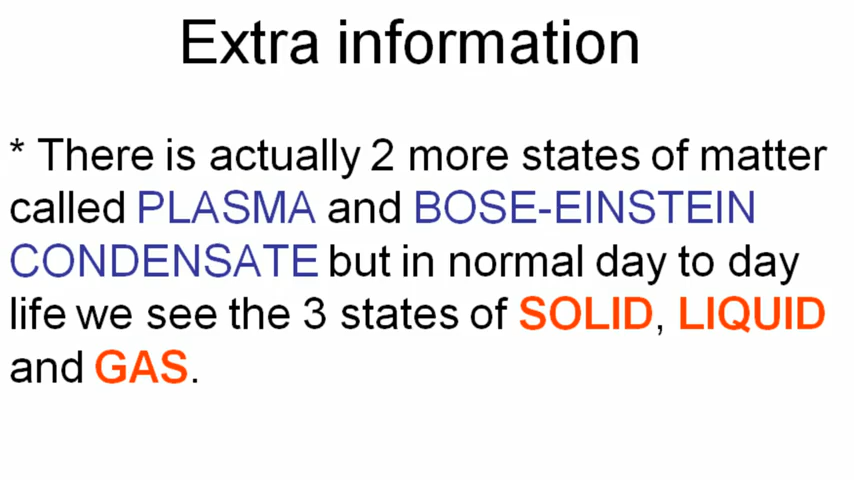 Extra information
* There is actually 2 more states of matter
called PLASMA and BOSE-EINSTEIN
CONDENSATE but in normal day to day
life we see the 3 states of SOLID, LIQUID
and GAS.